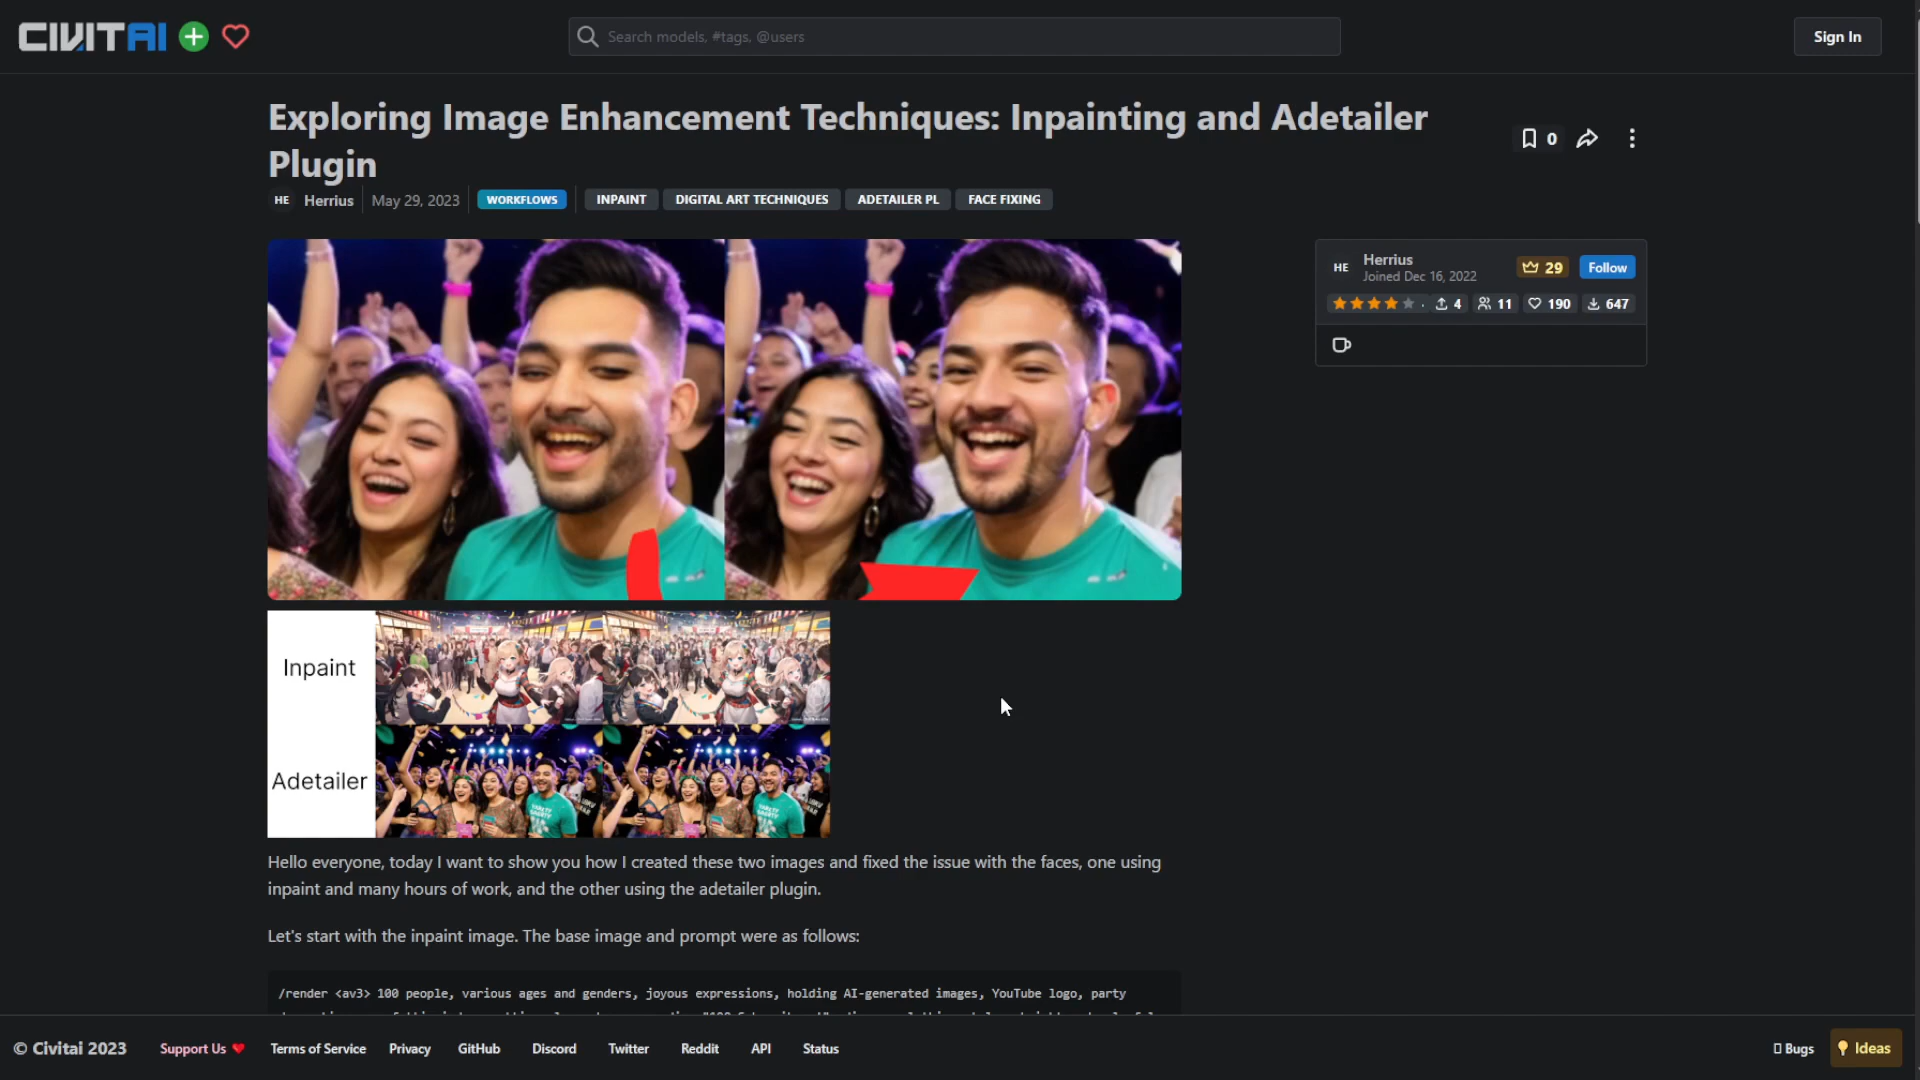 CIVITAI
Search models, #tags, @users
Sign In
Exploring Image Enhancement Techniques: Inpainting and Adetailer
Plugin
0
HE Herrius May 29, 2023 WORKFLOWS INPAINT DIGITAL ART TECHNIQUES ADETAILER PL FACE FIXING
HE Herrius 29 Follow
Joined Dec 16, 2022
4 11 190 647
Inpaint
Adetailer
Hello everyone, today I want to show you how I created these two images and fixed the issue with the faces, one using
inpaint and many hours of work, and the other using the adetailer plugin.
Let's start with the inpaint image. The base image and prompt were as follows:
/render <av3> 100 people, various ages and genders, joyous expressions, holding AI-generated images, YouTube logo, party
© Civitai 2023 Support Us Terms of Service Privacy GitHub Discord Twitter Reddit API Status Bugs Ideas